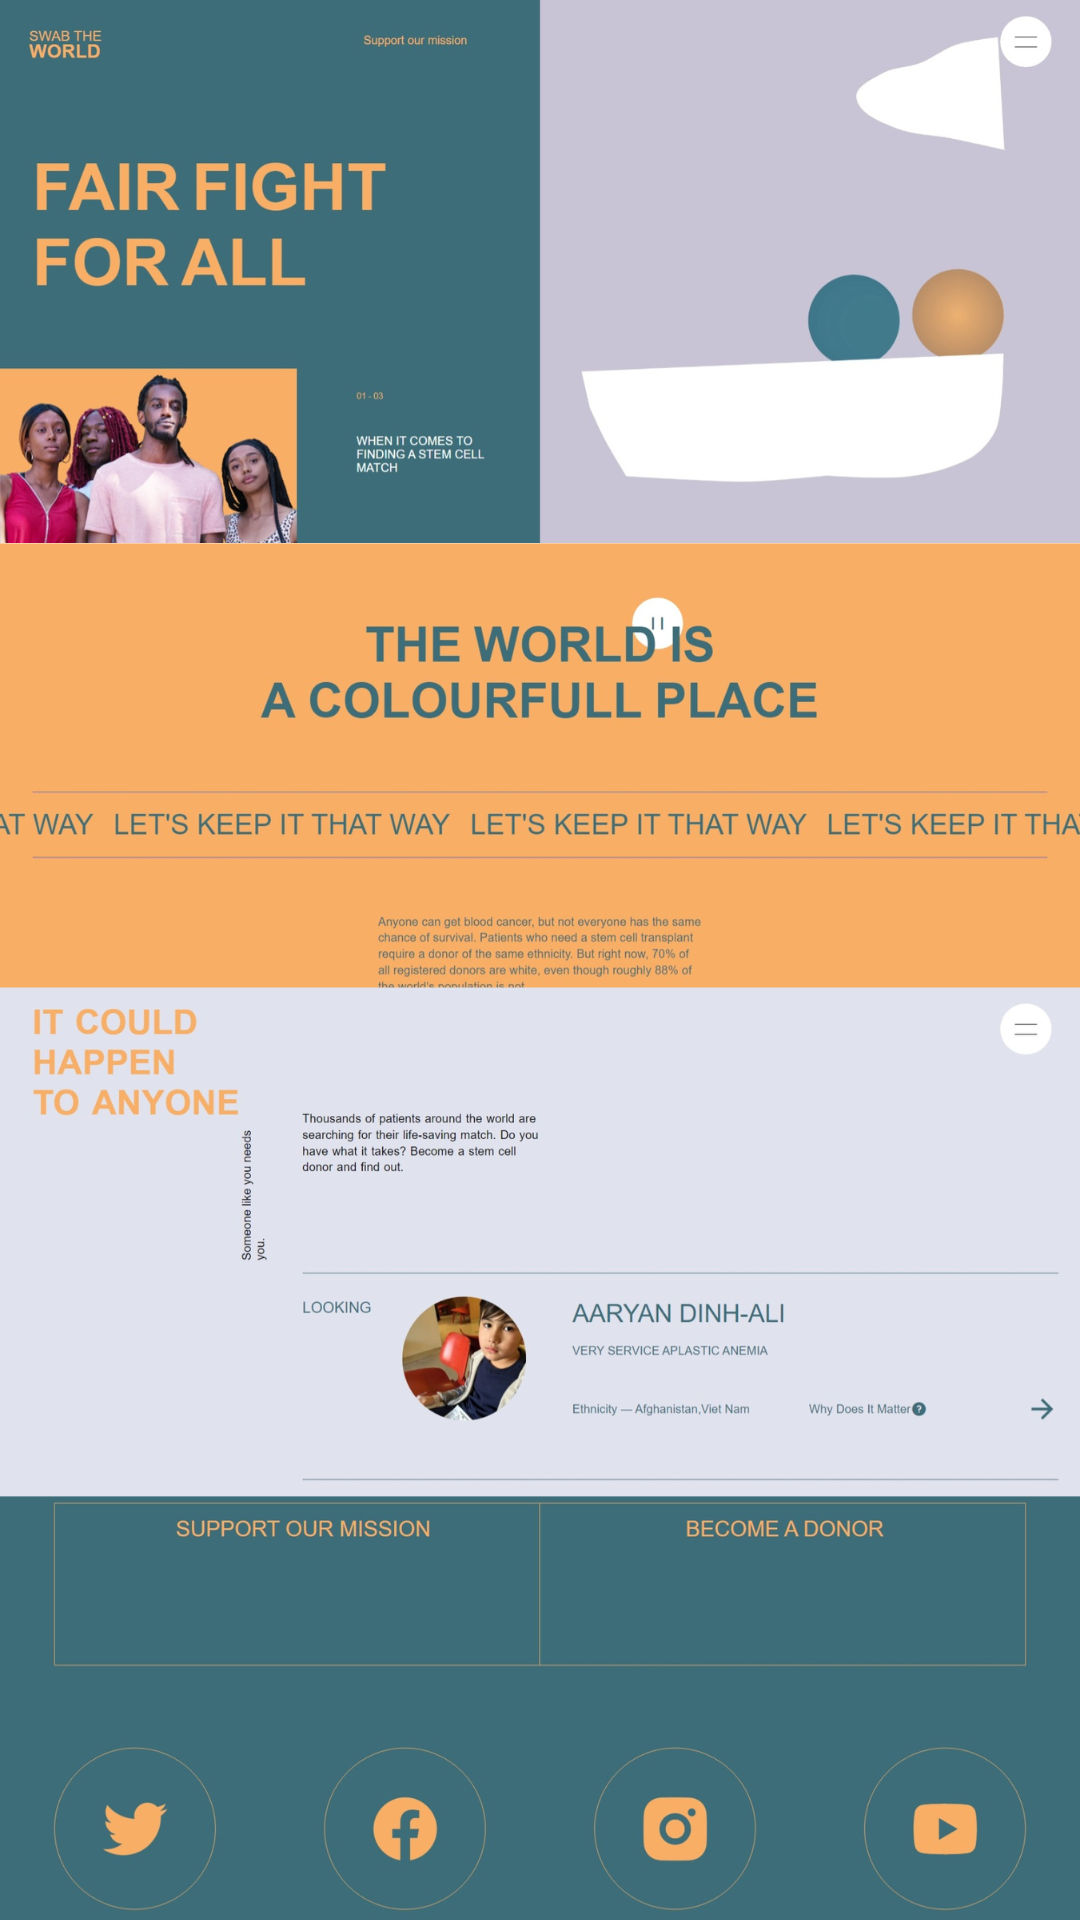 SWAB THE
WORLD
Support our mission
FAIR FIGHT
FOR ALL
01 - 03
WHEN IT COMES TO
FINDING A STEM CELL
MATCH
THE WORLD IS
A COLOURFULL PLACE
AT WAY LET'S KEEP IT THAT WAY LET'S KEEP IT THAT WAY LET'S KEEP IT THA
Anyone can get blood cancer, but not everyone has the same
chance of survival. Patients who need a stem cell transplant
require a donor of the same ethnicity. But right now, 70% of
all registered donors are white, even though roughly 88% of
the world's population is not
IT COULD
HAPPEN
TO ANYONE
Someone like you needs
you.
Thousands of patients around the world are
searching for their life-saving match. Do you
have what it takes? Become a stem cell
donor and find out.
LOOKING
AARYAN DINH-ALI
VERY SERVICE APLASTIC ANEMIA
Ethnicity — Afghanistan,Viet Nam
Why Does It Matter ?
SUPPORT OUR MISSION
BECOME A DONOR